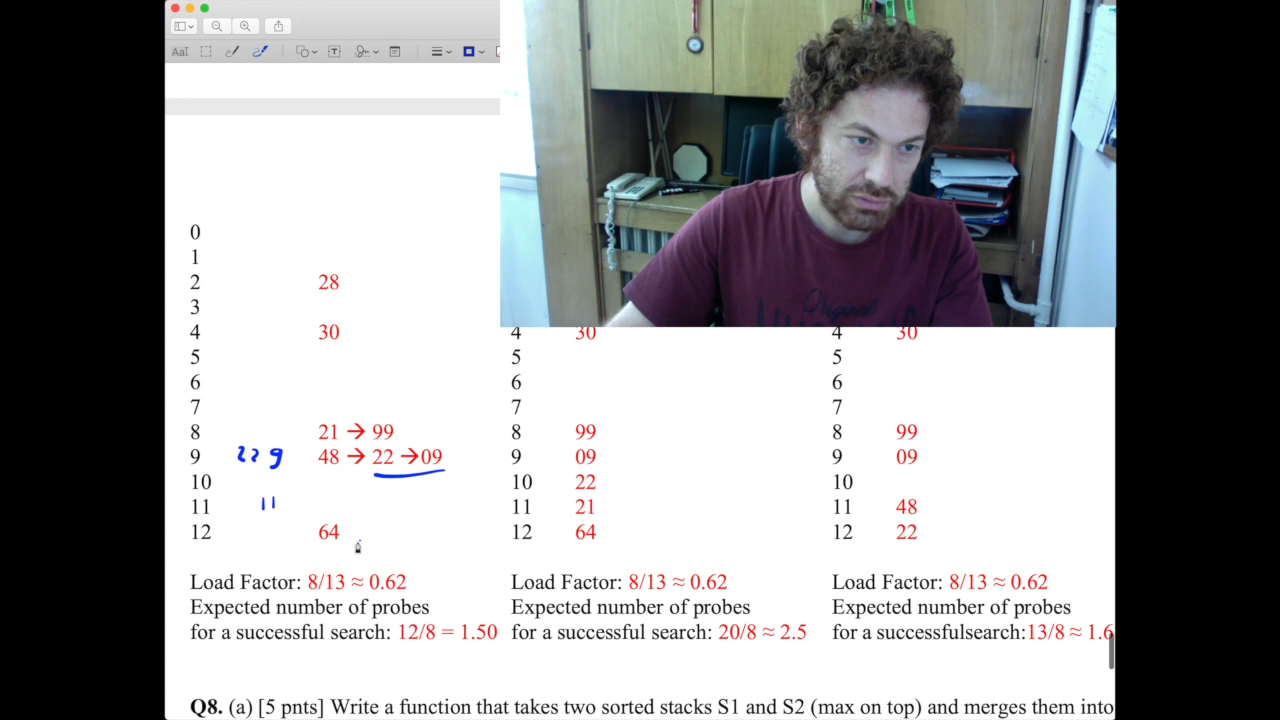 AaI
Original
0
1
2 28
3
4 30
5
6
7
8 21 → 99
9 22 9 48 → 22 → 09
10
11 11
12 64
Load Factor: 8/13 ≈ 0.62
Expected number of probes
for a successful search: 12/8 = 1.50
4 30
5
6
7
8 99
9 09
10 22
11 21
12 64
Load Factor: 8/13 ≈ 0.62
Expected number of probes
for a successful search: 20/8 ≈ 2.5
4 30
5
6
7
8 99
9 09
10
11 48
12 22
Load Factor: 8/13 ≈ 0.62
Expected number of probes
for a successfulsearch:13/8 ≈ 1.6
Q8. (a) [5 pnts] Write a function that takes two sorted stacks S1 and S2 (max on top) and merges them into